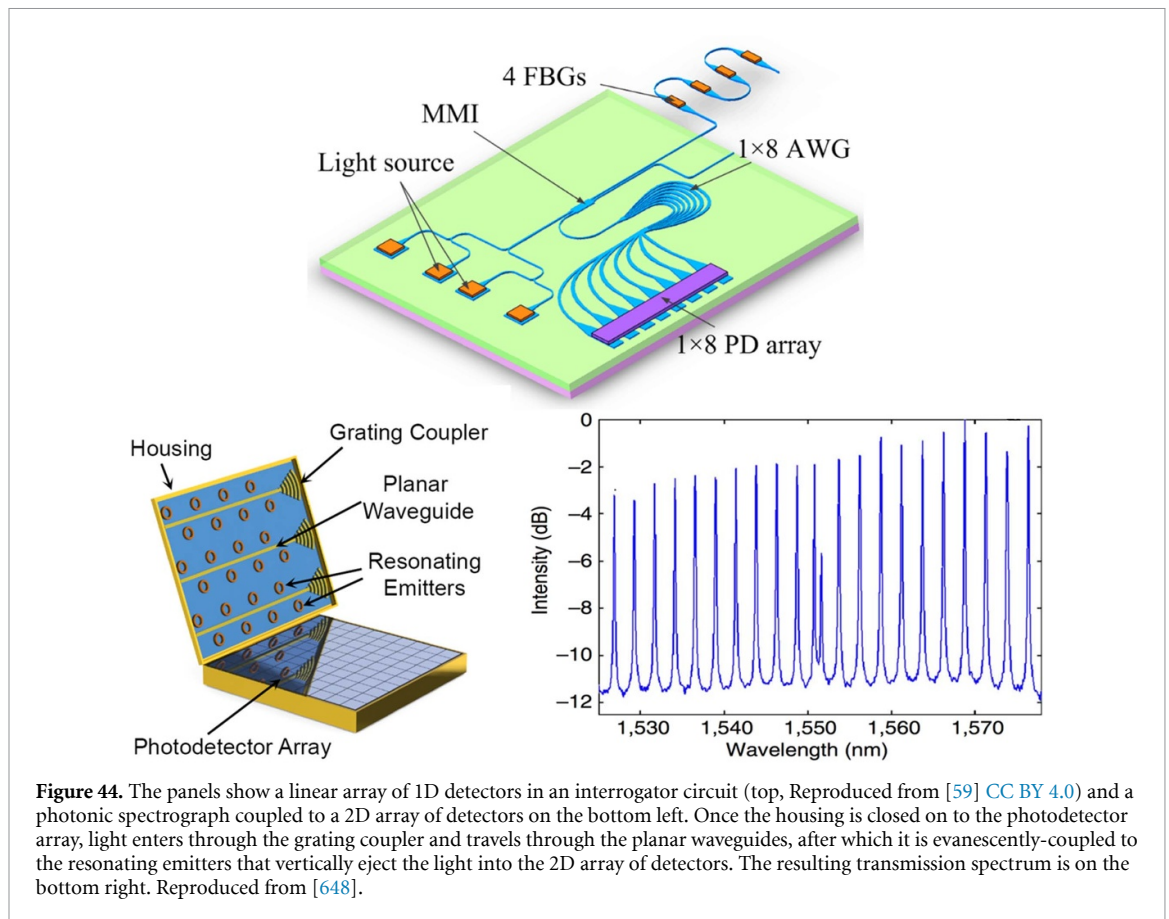 4 FBGs
MMI
1×8 AWG
Light source
1×8 PD array
Housing
Grating Coupler
Planar
Waveguide
Resonating
Emitters
Photodetector Array
Intensity (dB)
0
−2
−4
−6
−8
−10
−12
1,530
1,540
1,550
1,560
1,570
Wavelength (nm)
Figure 44. The panels show a linear array of 1D detectors in an interrogator circuit (top, Reproduced from [59] CC BY 4.0) and a
photonic spectrograph coupled to a 2D array of detectors on the bottom left. Once the housing is closed on to the photodetector
array, light enters through the grating coupler and travels through the planar waveguides, after which it is evanescently-coupled to
the resonating emitters that vertically eject the light into the 2D array of detectors. The resulting transmission spectrum is on the
bottom right. Reproduced from [648].